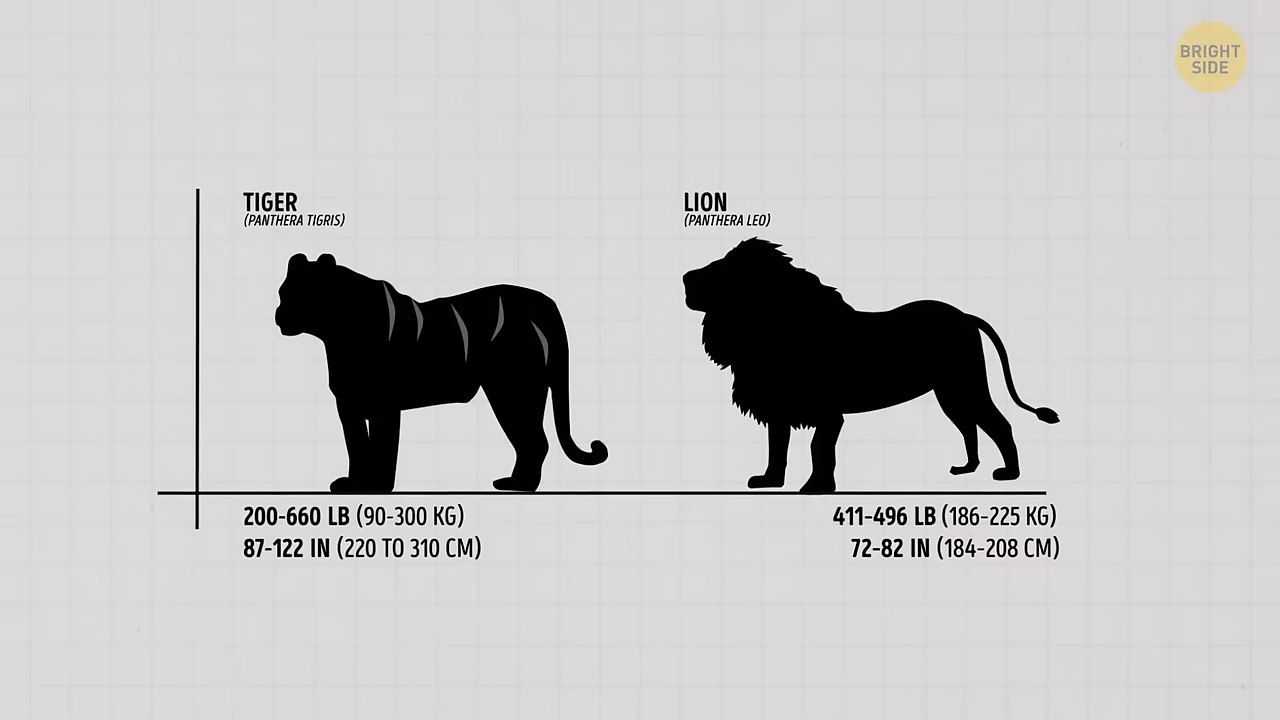 BRIGHT
SIDE
TIGER
(PANTHERA TIGRIS)
LION
(PANTHERA LEO)
200-660 LB (90-300 KG)
87-122 IN (220 TO 310 CM)
411-496 LB (186-225 KG)
72-82 IN (184-208 CM)